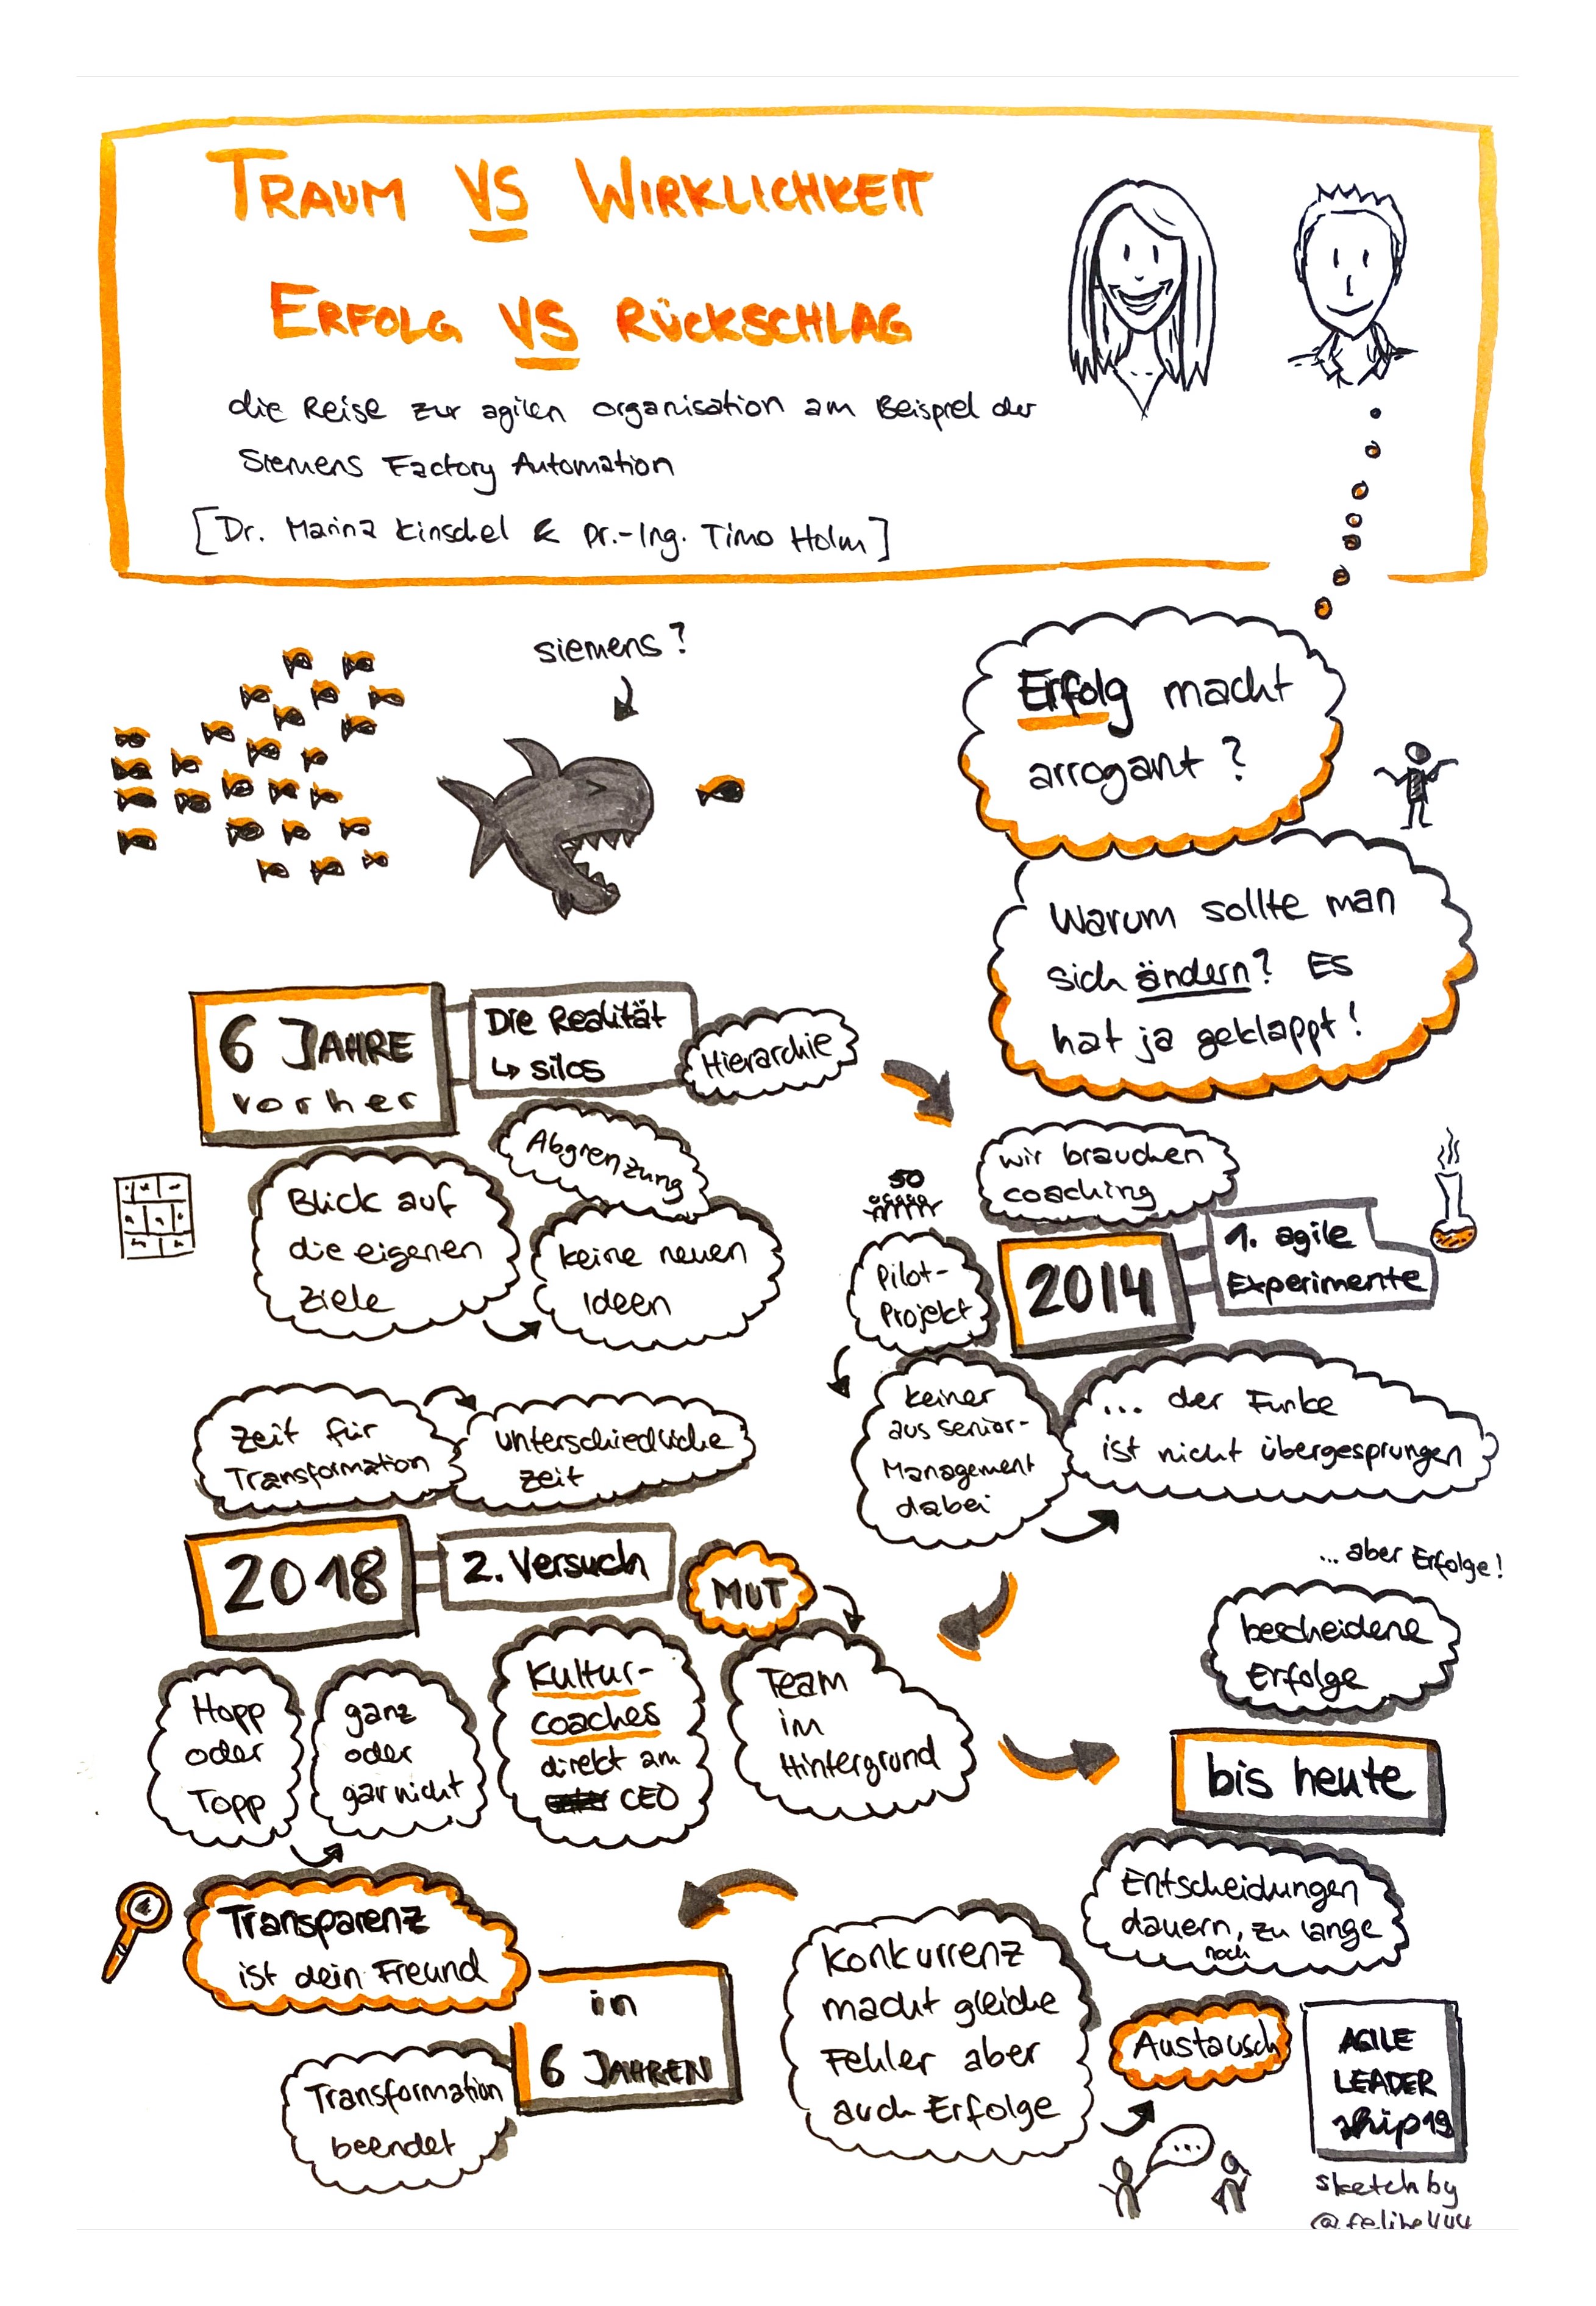 TRAUM VS WIRKLICHKEIT
ERFOLG VS RÜCKSCHLAG
die Reise zur agilen organisation am Beispiel der
Siemens Factory Automation
[Dr. Marina Kinschel & Dr.-Ing. Timo Holm]
siemens?
Erfolg macht
arrogant?
Warum sollte man
sich ändern? Es
hat ja geklappt!
6 JAHRE
vorher
Die Realität
↳ silos
Hierarchie
Abgrenzung
Blick auf
die eigenen
Ziele
keine neuen
Ideen
wir brauchen
coaching
50
Pilot-
Projekt
2014
1. agile
Experimente
keiner
aus senior-
Management
dabei
... der Funke
ist nicht übergesprungen
Zeit für
Transformation
unterschiedliche
Zeit
2018
2. Versuch
MUT
Hopp
oder
Topp
ganz
oder
gar nicht
Kultur-
coaches
direkt am
CEO
Team
im
Hintergrund
... aber Erfolge!
bescheidene
Erfolge
bis heute
Entscheidungen
dauern, zu lange
noch
Transparenz
ist dein Freund
in
6 JAHREN
Transformation
beendet
Konkurrenz
macht gleiche
Fehler aber
auch Erfolge
Austausch
...
AGILE
LEADER
ship19
sketch by